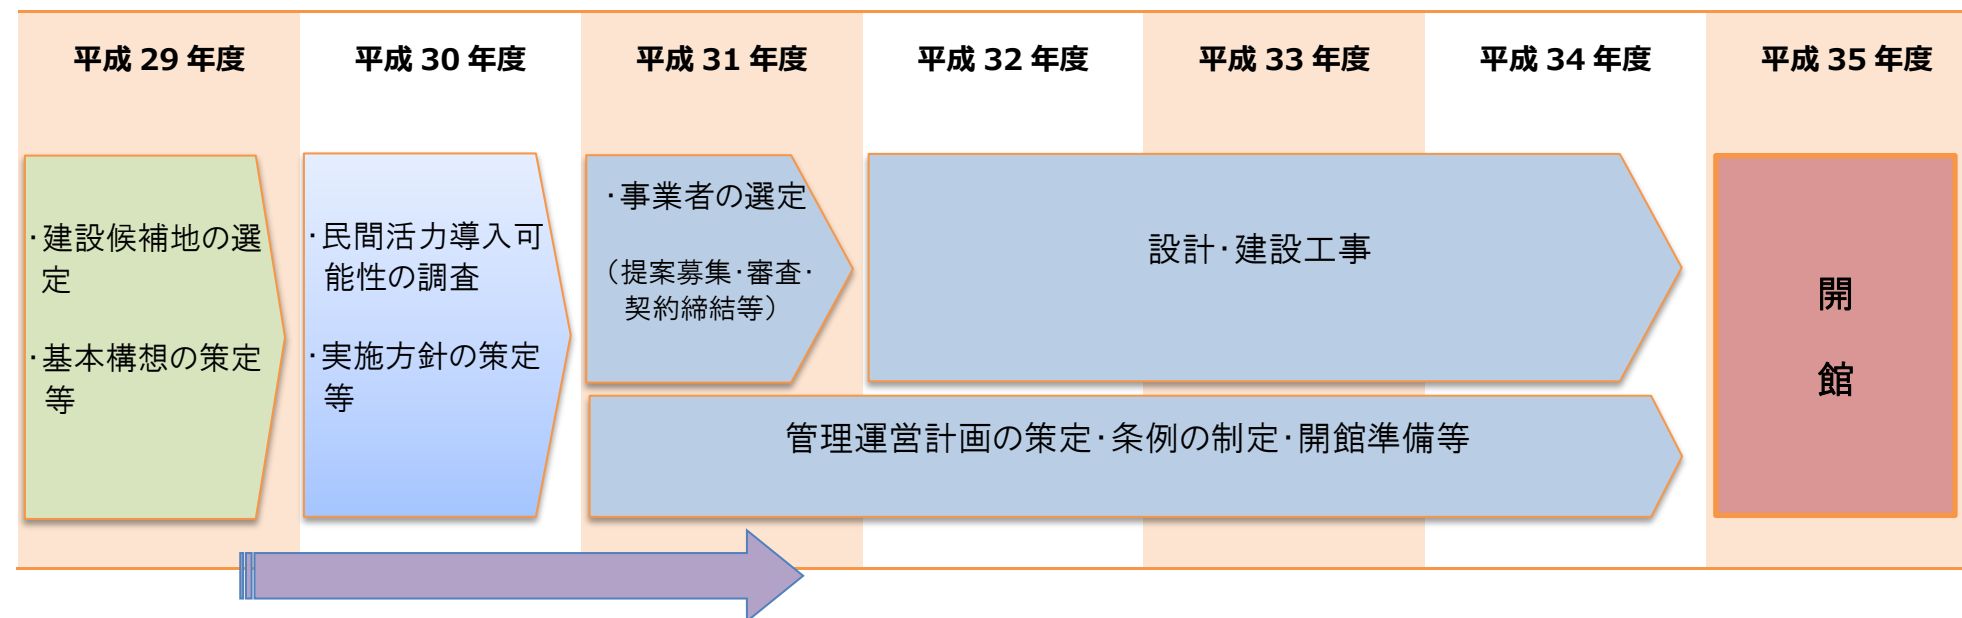 平成 29 年度 平成 30 年度 平成 31 年度 平成 32 年度 平成 33 年度 平成 34 年度 平成 35 年度
・建設候補地の選
定
・基本構想の策定
等
・民間活力導入可
能性の調査
・実施方針の策定
等
・事業者の選定
（提案募集・審査・
契約締結等）
設計・建設工事
管理運営計画の策定・条例の制定・開館準備等
開
館